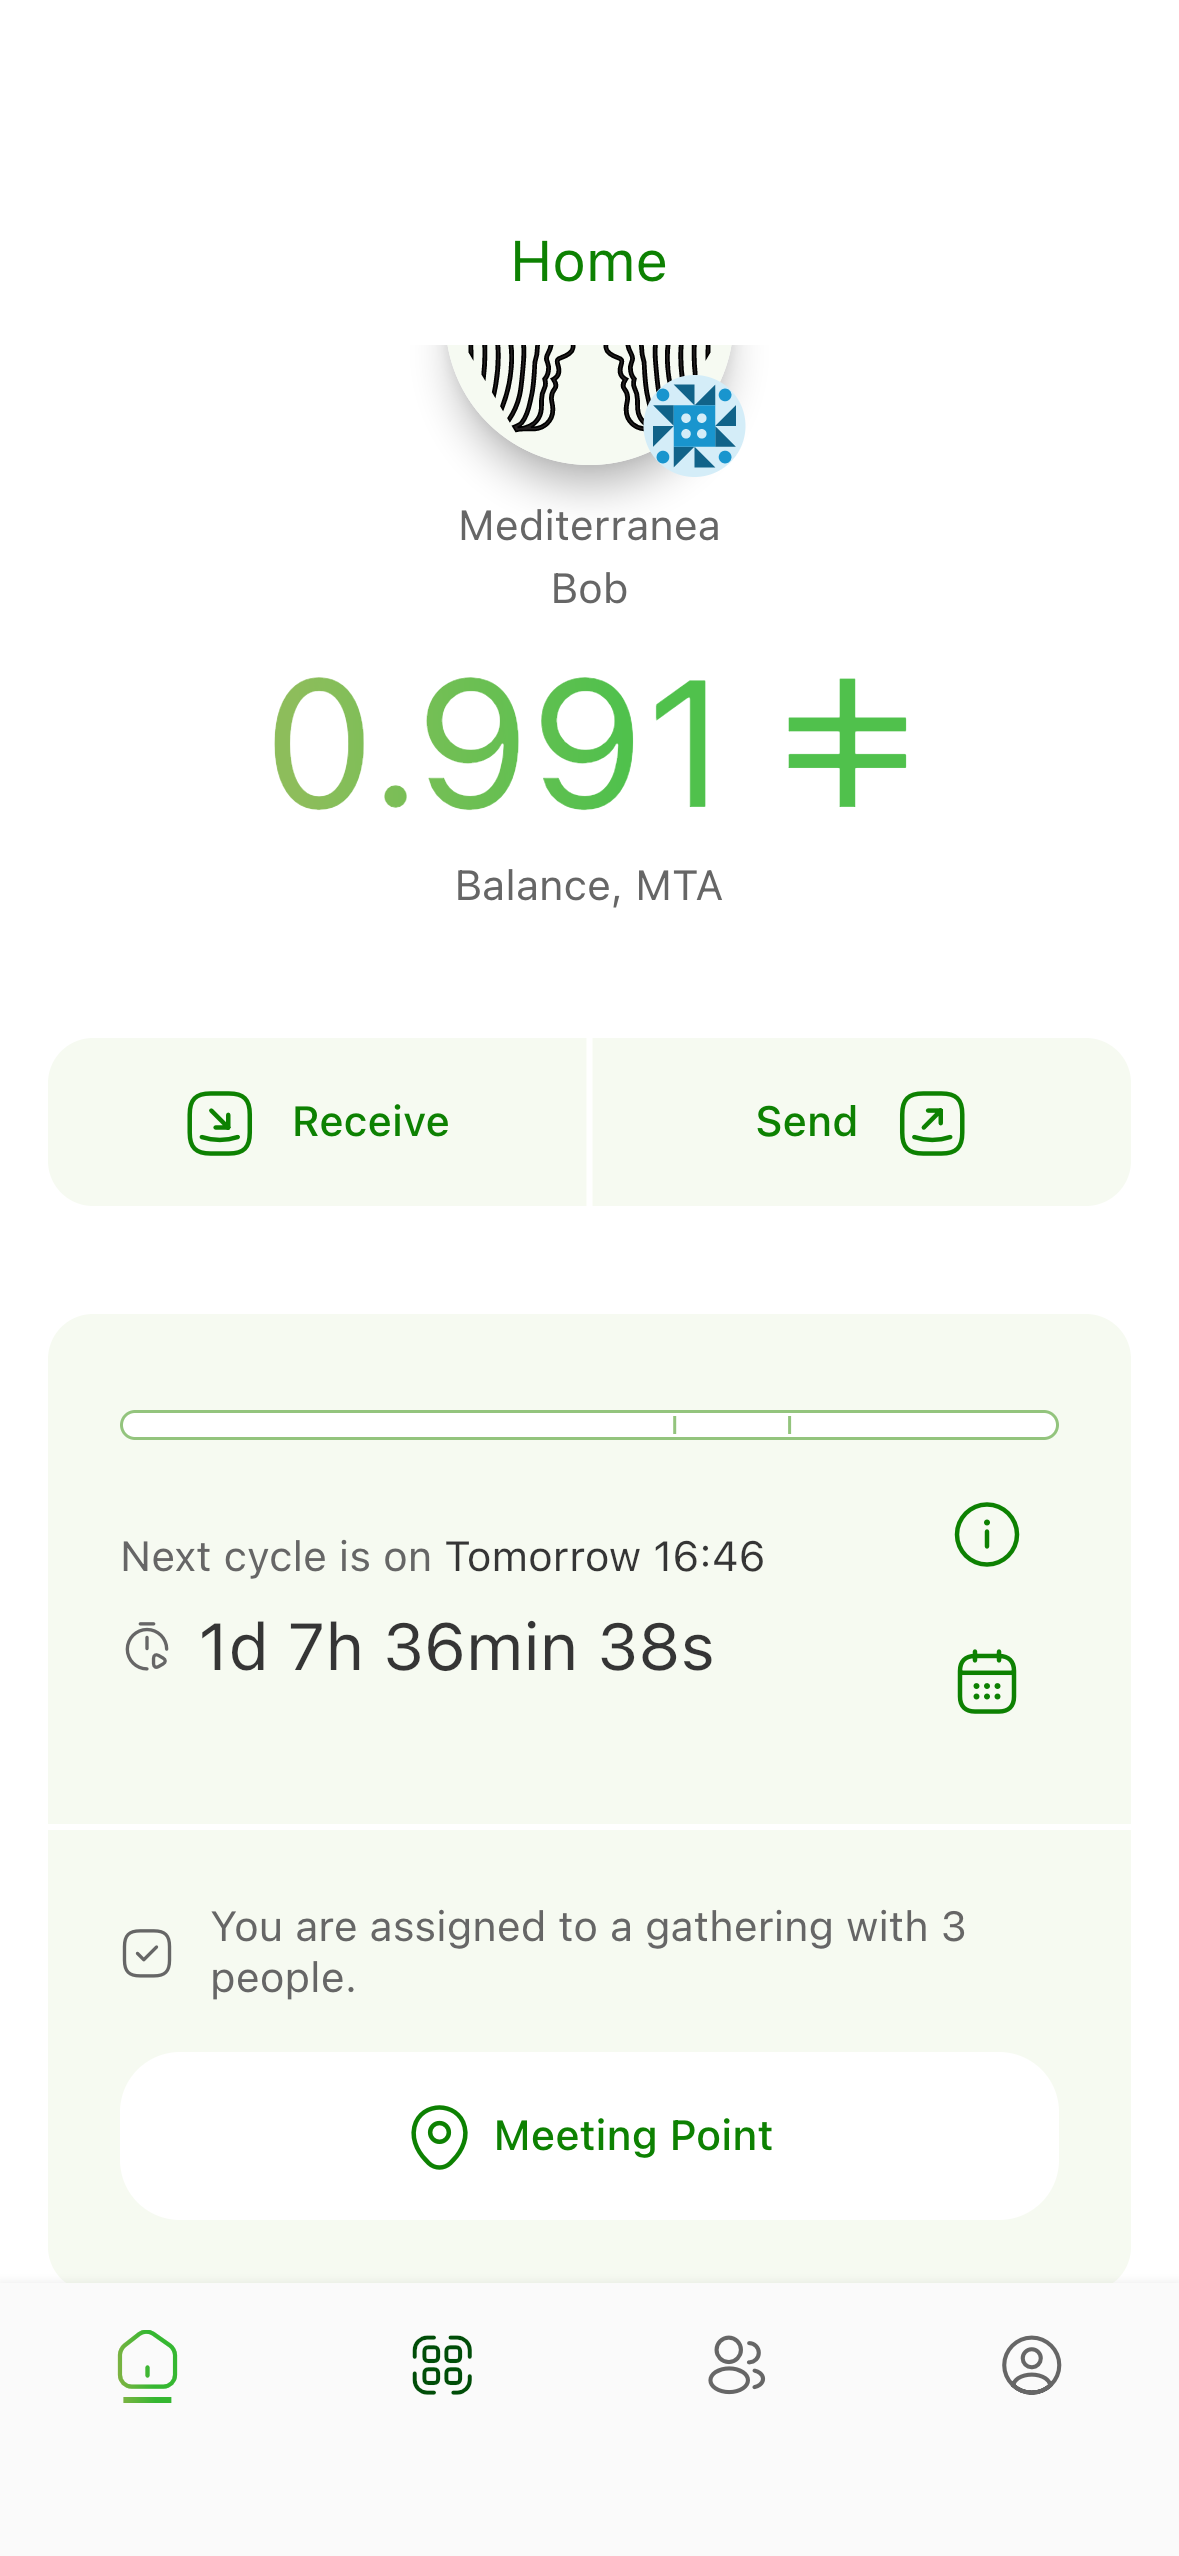 Home
Mediterranea
Bob
0.991 ␩
Balance, MTA
Receive
Send
Next cycle is on Tomorrow 16:46
1d 7h 36min 38s
You are assigned to a gathering with 3
people.
Meeting Point